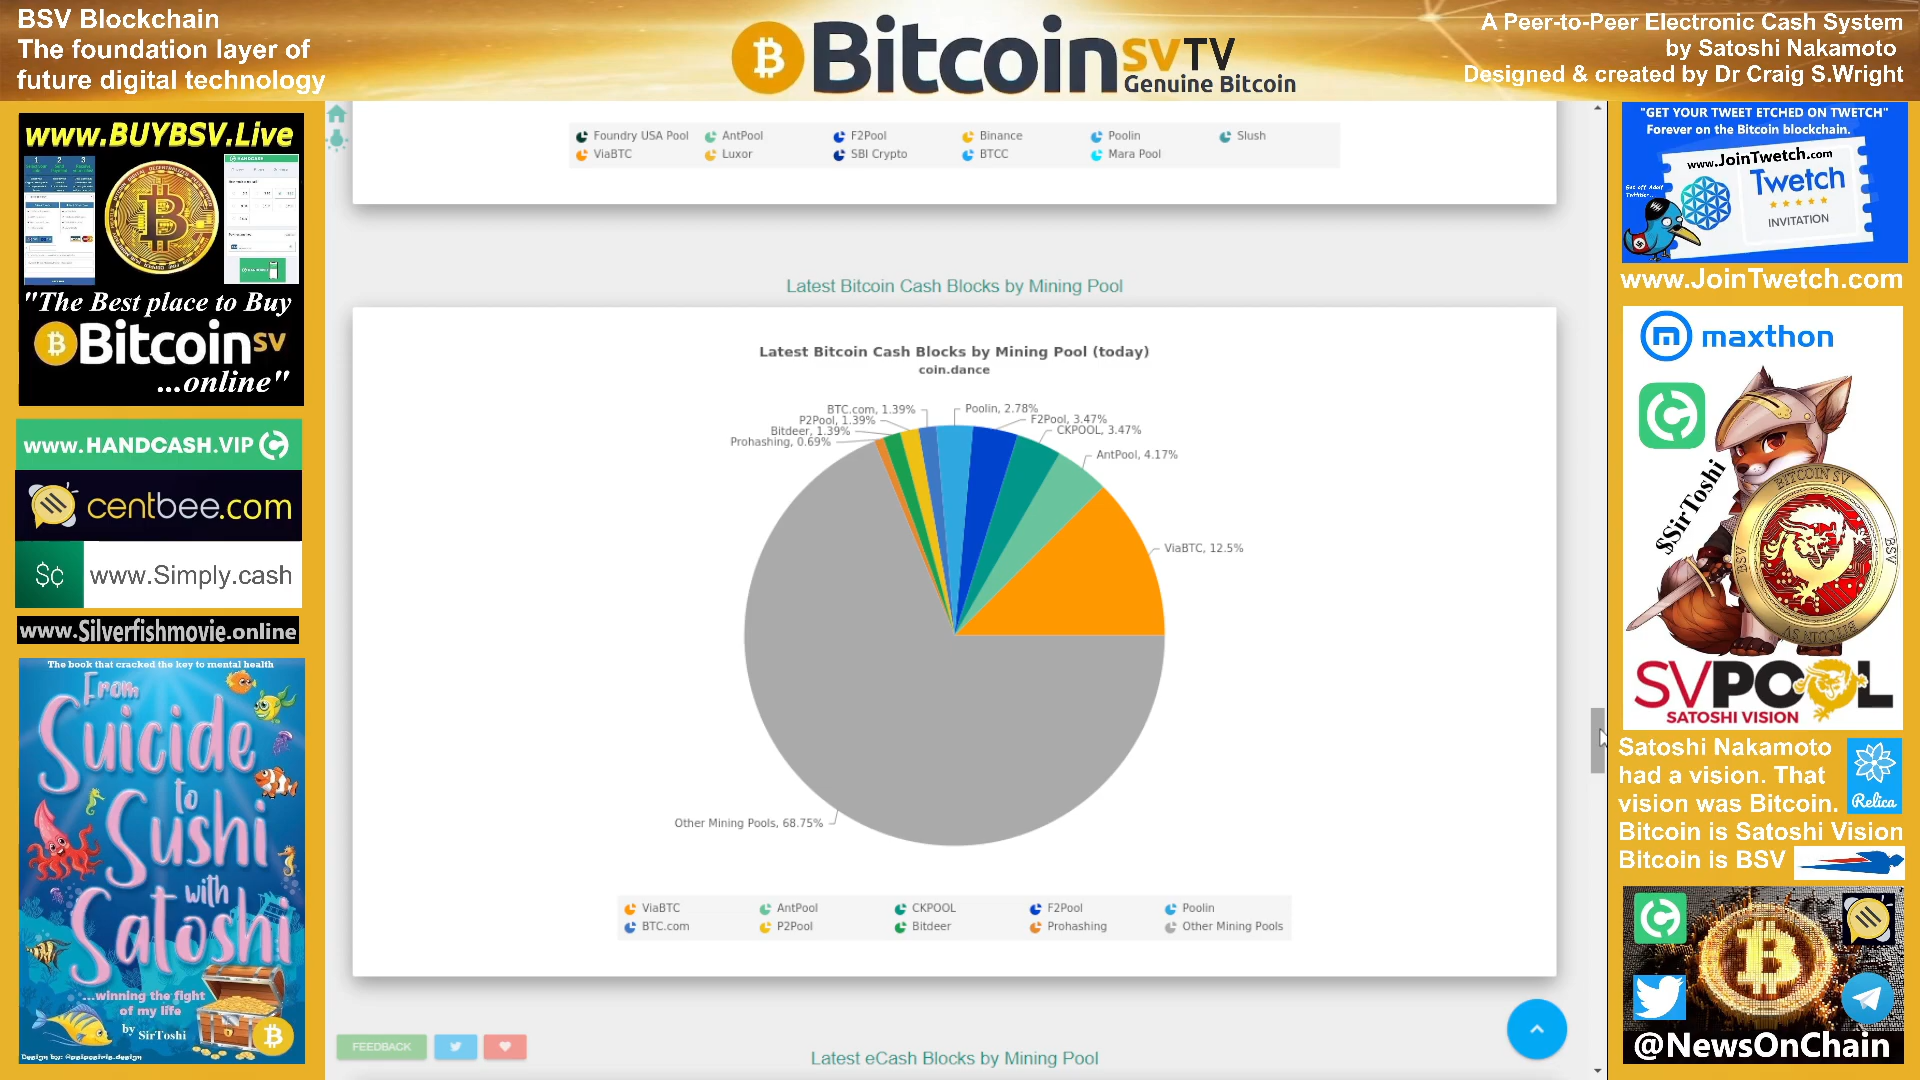 BSV Blockchain
The foundation layer of
future digital technology
Bitcoin SV TV
Genuine Bitcoin
A Peer-to-Peer Electronic Cash System
by Satoshi Nakamoto
Designed & created by Dr Craig S.Wright
www.BUYBSV.Live
"The Best place to Buy
Bitcoin SV
...online"
www.HANDCASH.VIP
centbee.com
$c www.Simply.cash
www.Silverfishmovie.online
The book that cracked the key to mental health
From
Suicide
to
Sushi
with
Satoshi
...winning the fight
of my life
by SirToshi
Foundry USA Pool AntPool F2Pool Binance Poolin Slush
ViaBTC Luxor SBI Crypto BTCC Mara Pool
Latest Bitcoin Cash Blocks by Mining Pool
Latest Bitcoin Cash Blocks by Mining Pool (today)
coin.dance
BTC.com, 1.39%
P2Pool, 1.39%
Bitdeer, 1.39%
Prohashing, 0.69%
Poolin, 2.78%
F2Pool, 3.47%
CKPOOL, 3.47%
AntPool, 4.17%
ViaBTC, 12.5%
Other Mining Pools, 68.75%
ViaBTC AntPool CKPOOL F2Pool Poolin
BTC.com P2Pool Bitdeer Prohashing Other Mining Pools
FEEDBACK
Latest eCash Blocks by Mining Pool
"GET YOUR TWEET ETCHED ON TWETCH"
Forever on the Bitcoin blockchain.
www.JoinTwetch.com
Twetch
INVITATION
www.JoinTwetch.com
maxthon
$SirToshi
BITCOIN SV
BSV
BSV
BITCOIN SV
SVPOOL
SATOSHI VISION
Satoshi Nakamoto
had a vision. That
vision was Bitcoin.
Relica
Bitcoin is Satoshi Vision
Bitcoin is BSV
@NewsOnChain